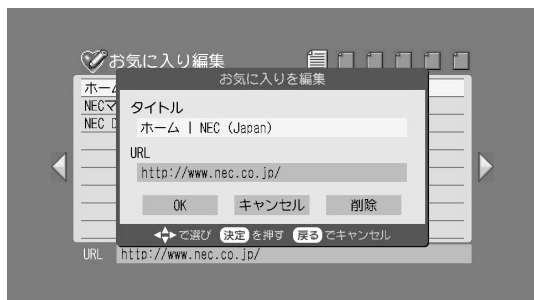 お気に入り編集
お気に入りを編集
ホーム
NECマ
NEC D
タイトル
ホーム | NEC (Japan)
URL
http://www.nec.co.jp/
OK キャンセル 削除
で選び 決定 を押す 戻る でキャンセル
URL http://www.nec.co.jp/